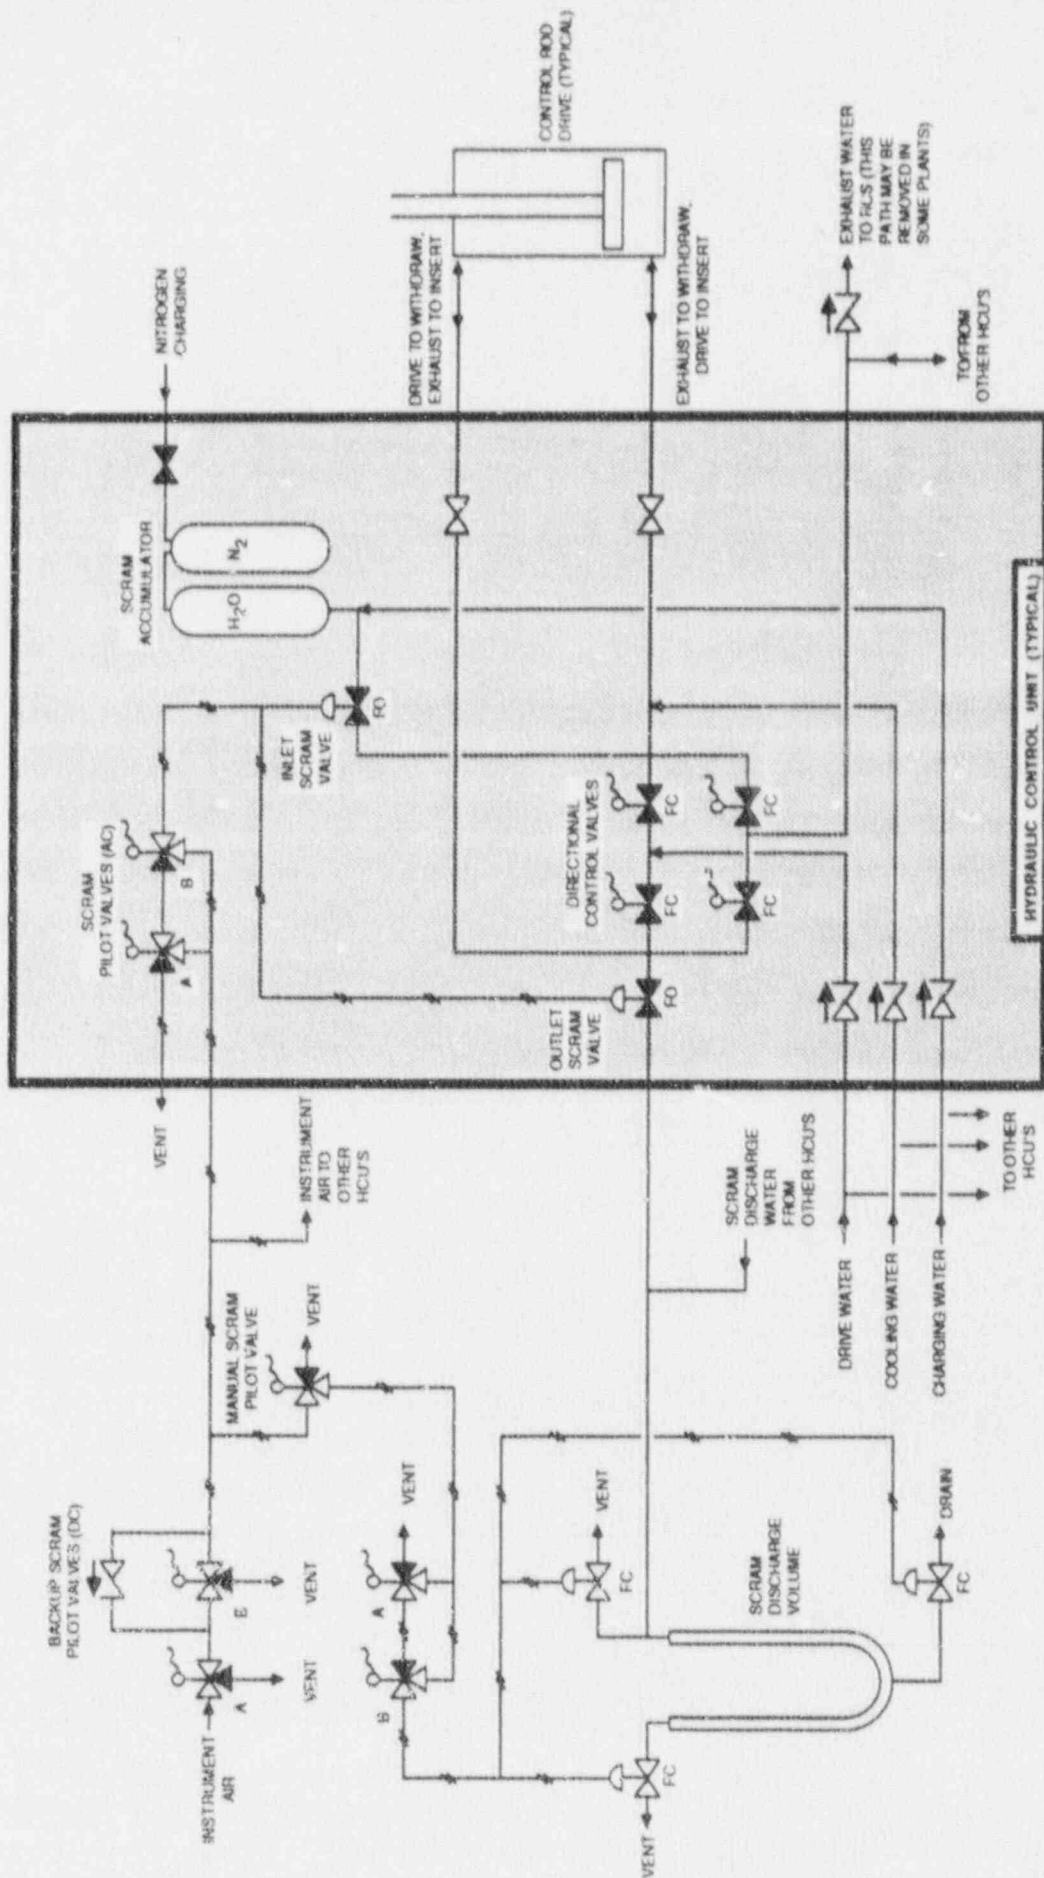 BACKUP SCRAM
PILOT VALVES (DC)
INSTRUMENT
AIR
A
VENT
E
VENT
MANUAL SCRAM
PILOT VALVE
VENT
INSTRUMENT
AIR TO
OTHER
HCU'S
VENT
SCRAM
PILOT VALVES (AC)
A
B
SCRAM
ACCUMULATOR
H₂O
N₂
NITROGEN
CHARGING
INLET
SCRAM
VALVE
FO
B
A
VENT
OUTLET
SCRAM
VALVE
FO
DIRECTIONAL
CONTROL VALVES
FC
FC
FC
FC
DRIVE TO WITHDRAW,
EXHAUST TO INSERT
EXHAUST TO WITHDRAW,
DRIVE TO INSERT
CONTROL ROD
DRIVE (TYPICAL)
VENT
FC
VENT
FC
SCRAM
DISCHARGE
VOLUME
DRAIN
FC
SCRAM
DISCHARGE
WATER
FROM
OTHER HCU'S
DRIVE WATER
COOLING WATER
CHARGING WATER
TO OTHER
HCU'S
EXHAUST WATER
TO RCS (THIS
PATH MAY BE
REMOVED IN
SOME PLANTS)
TO/FROM
OTHER HCU'S
HYDRAULIC CONTROL UNIT (TYPICAL)